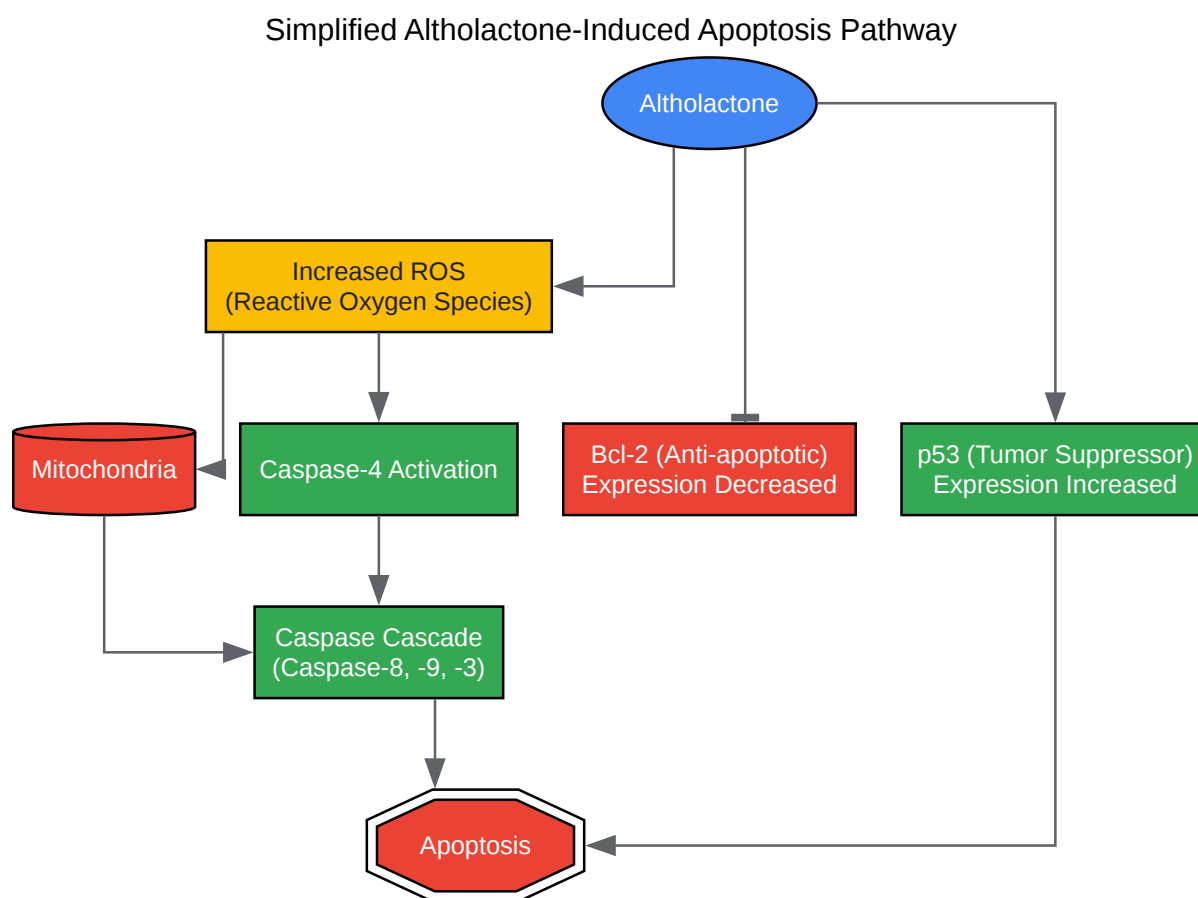 Simplified Altholactone-Induced Apoptosis Pathway
Altholactone
Increased ROS
(Reactive Oxygen Species)
Mitochondria
Caspase-4 Activation
Bcl-2 (Anti-apoptotic)
Expression Decreased
p53 (Tumor Suppressor)
Expression Increased
Caspase Cascade
(Caspase-8, -9, -3)
Apoptosis